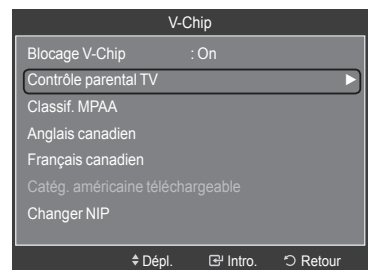 V-Chip
Blocage V-Chip : On
Contrôle parental TV ▶
Classif. MPAA
Anglais canadien
Français canadien
Catég. américaine téléchargeable
Changer NIP
Dépl. Intro. Retour